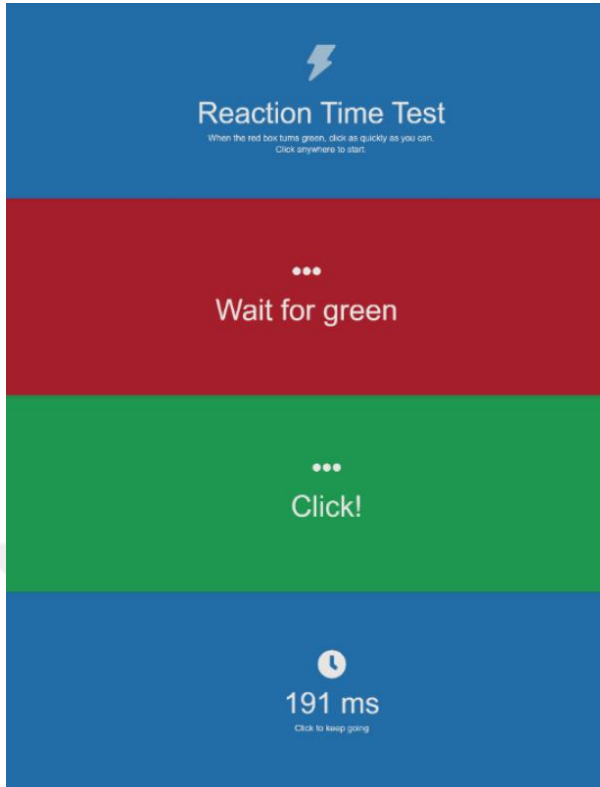 Reaction Time Test
When the red box turns green, click as quickly as you can.
Click anywhere to start.
Wait for green
Click!
191 ms
Click to keep going